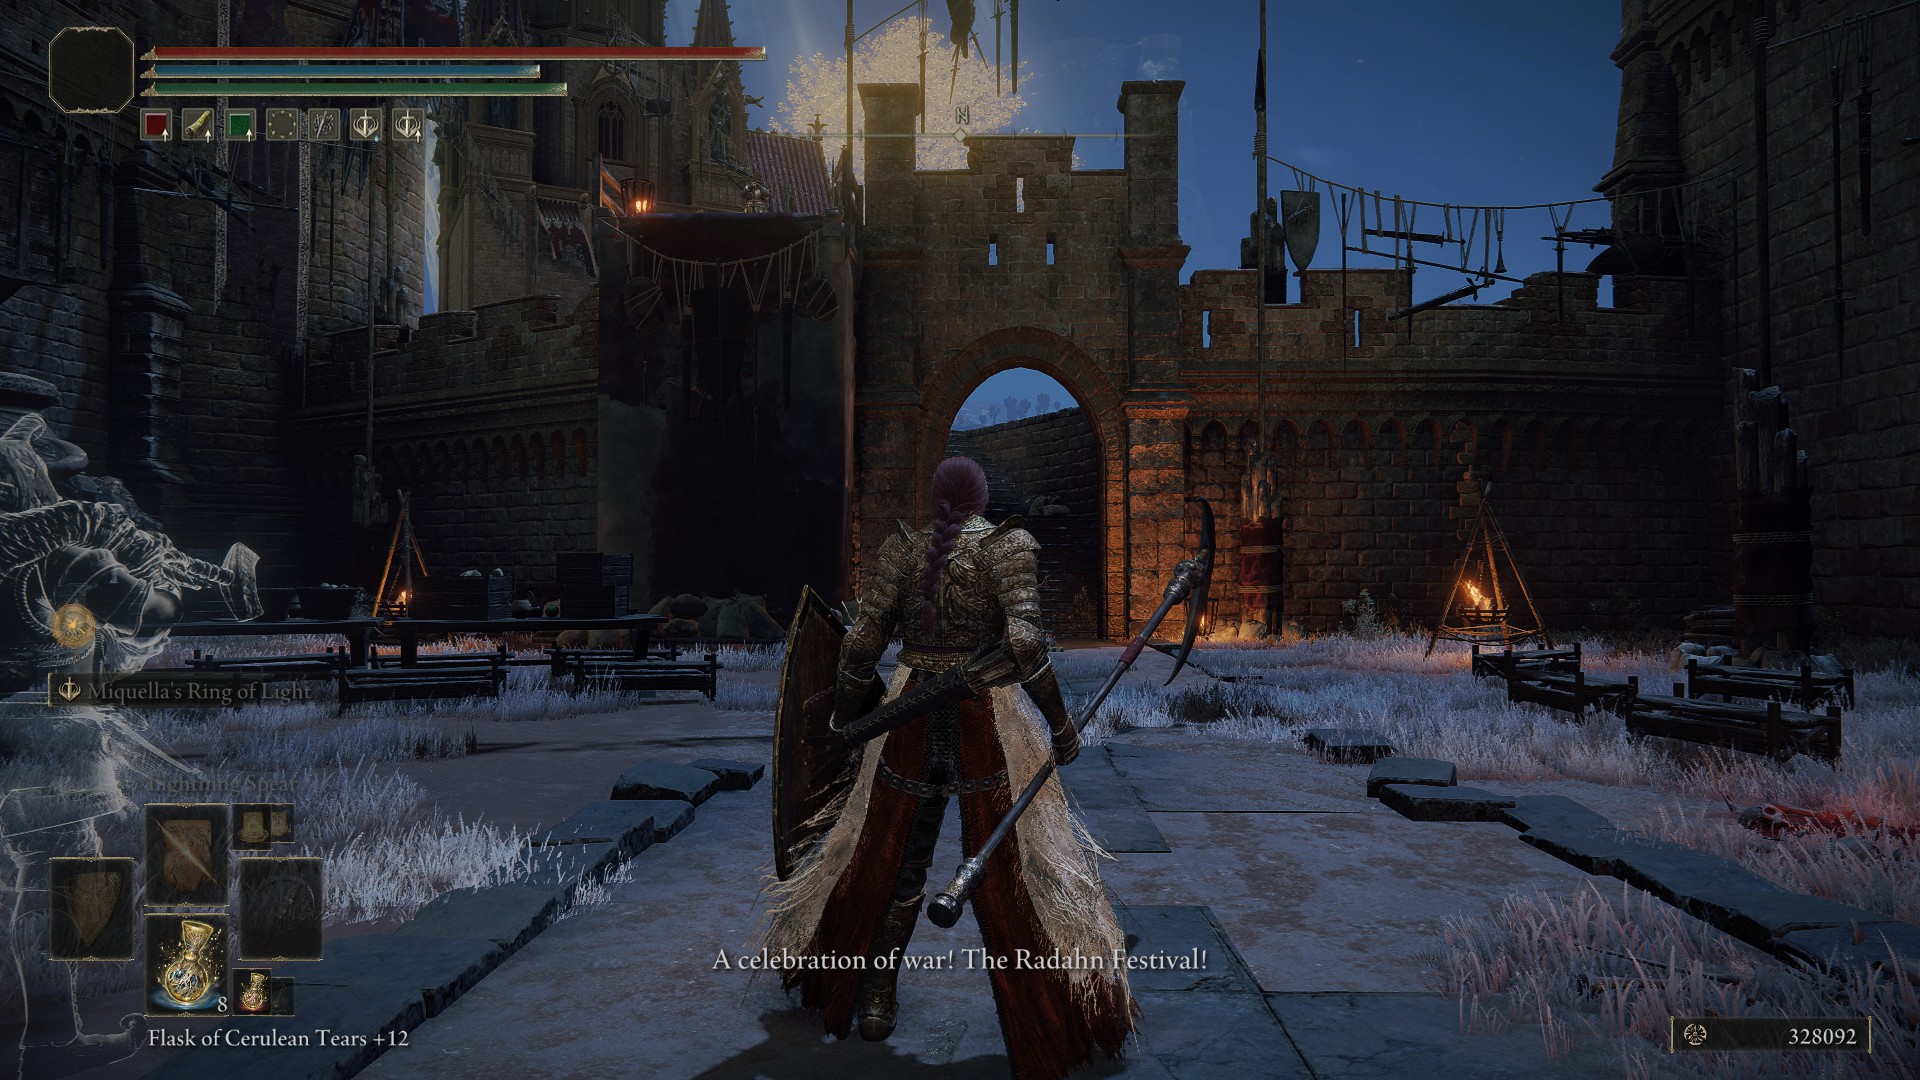 N
Miquella's Ring of Light
Lightning Spear
A celebration of war! The Radahn Festival!
8
Flask of Cerulean Tears +12
328092